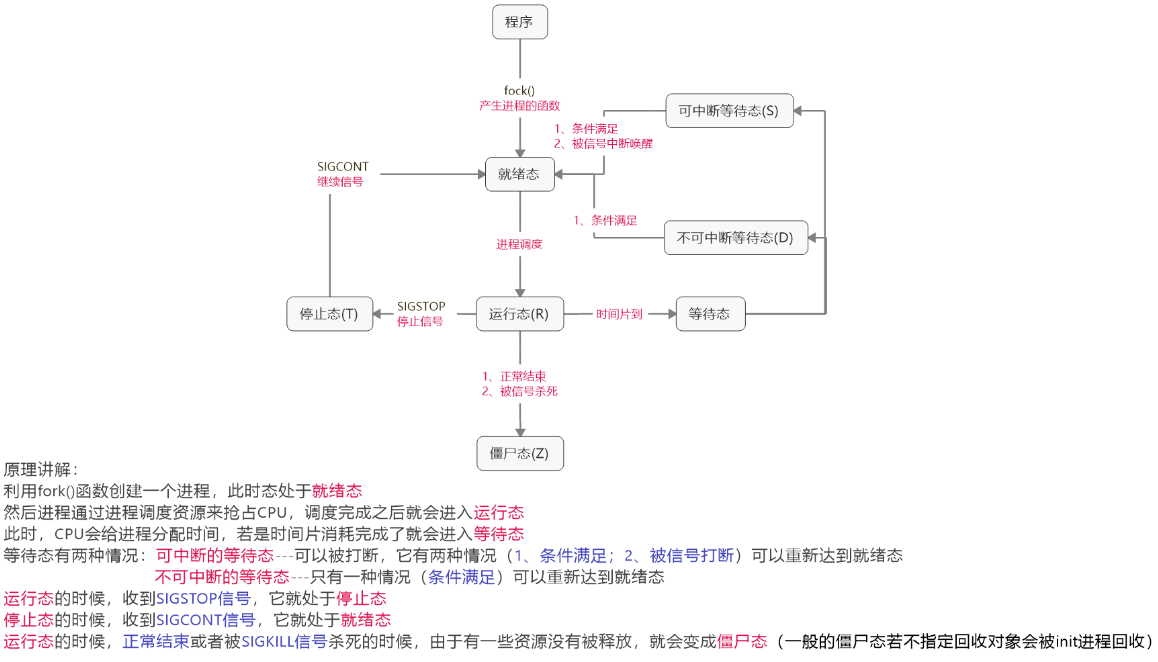 程序
fock()
产生进程的函数
可中断等待态(S)
1、条件满足
2、被信号中断唤醒
SIGCONT
继续信号
就绪态
1、条件满足
不可中断等待态(D)
进程调度
停止态(T)
SIGSTOP
停止信号
运行态(R)
时间片到
等待态
1、正常结束
2、被信号杀死
僵尸态(Z)
原理讲解：
利用fork()函数创建一个进程，此时态处于就绪态
然后进程通过进程调度资源来抢占CPU，调度完成之后就会进入运行态
此时，CPU会给进程分配时间，若是时间片消耗完成了就会进入等待态
等待态有两种情况：可中断的等待态---可以被打断，它有两种情况（1、条件满足；2、被信号打断）可以重新达到就绪态
不可中断的等待态---只有一种情况（条件满足）可以重新达到就绪态
运行态的时候，收到SIGSTOP信号，它就处于停止态
停止态的时候，收到SIGCONT信号，它就处于就绪态
运行态的时候，正常结束或者被SIGKILL信号杀死的时候，由于有一些资源没有被释放，就会变成僵尸态（一般的僵尸态若不指定回收对象会被init进程回收）